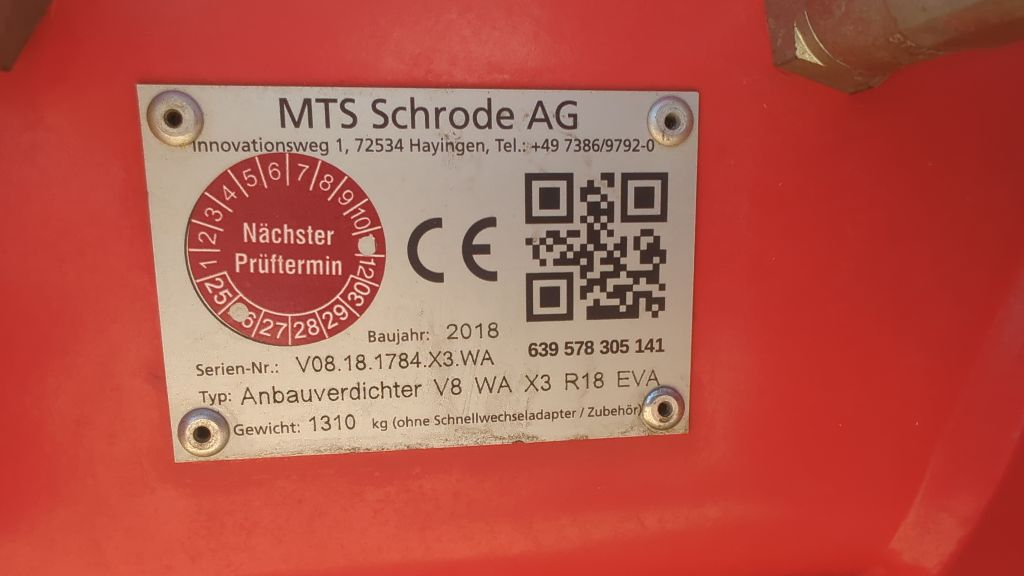 MTS Schrode AG
Innovationsweg 1, 72534 Hayingen, Tel.: +49 7386/9792-0
1 2 3 4 5 6 7 8 9 10 12
Nächster
Prüftermin
25 27 28 29 30
CE
639 578 305 141
Baujahr: 2018
Serien-Nr.: V08.18.1784.X3.WA
Typ: Anbauverdichter V8 WA X3 R18 EVA
Gewicht: 1310 kg (ohne Schnellwechseladapter / Zubehör)